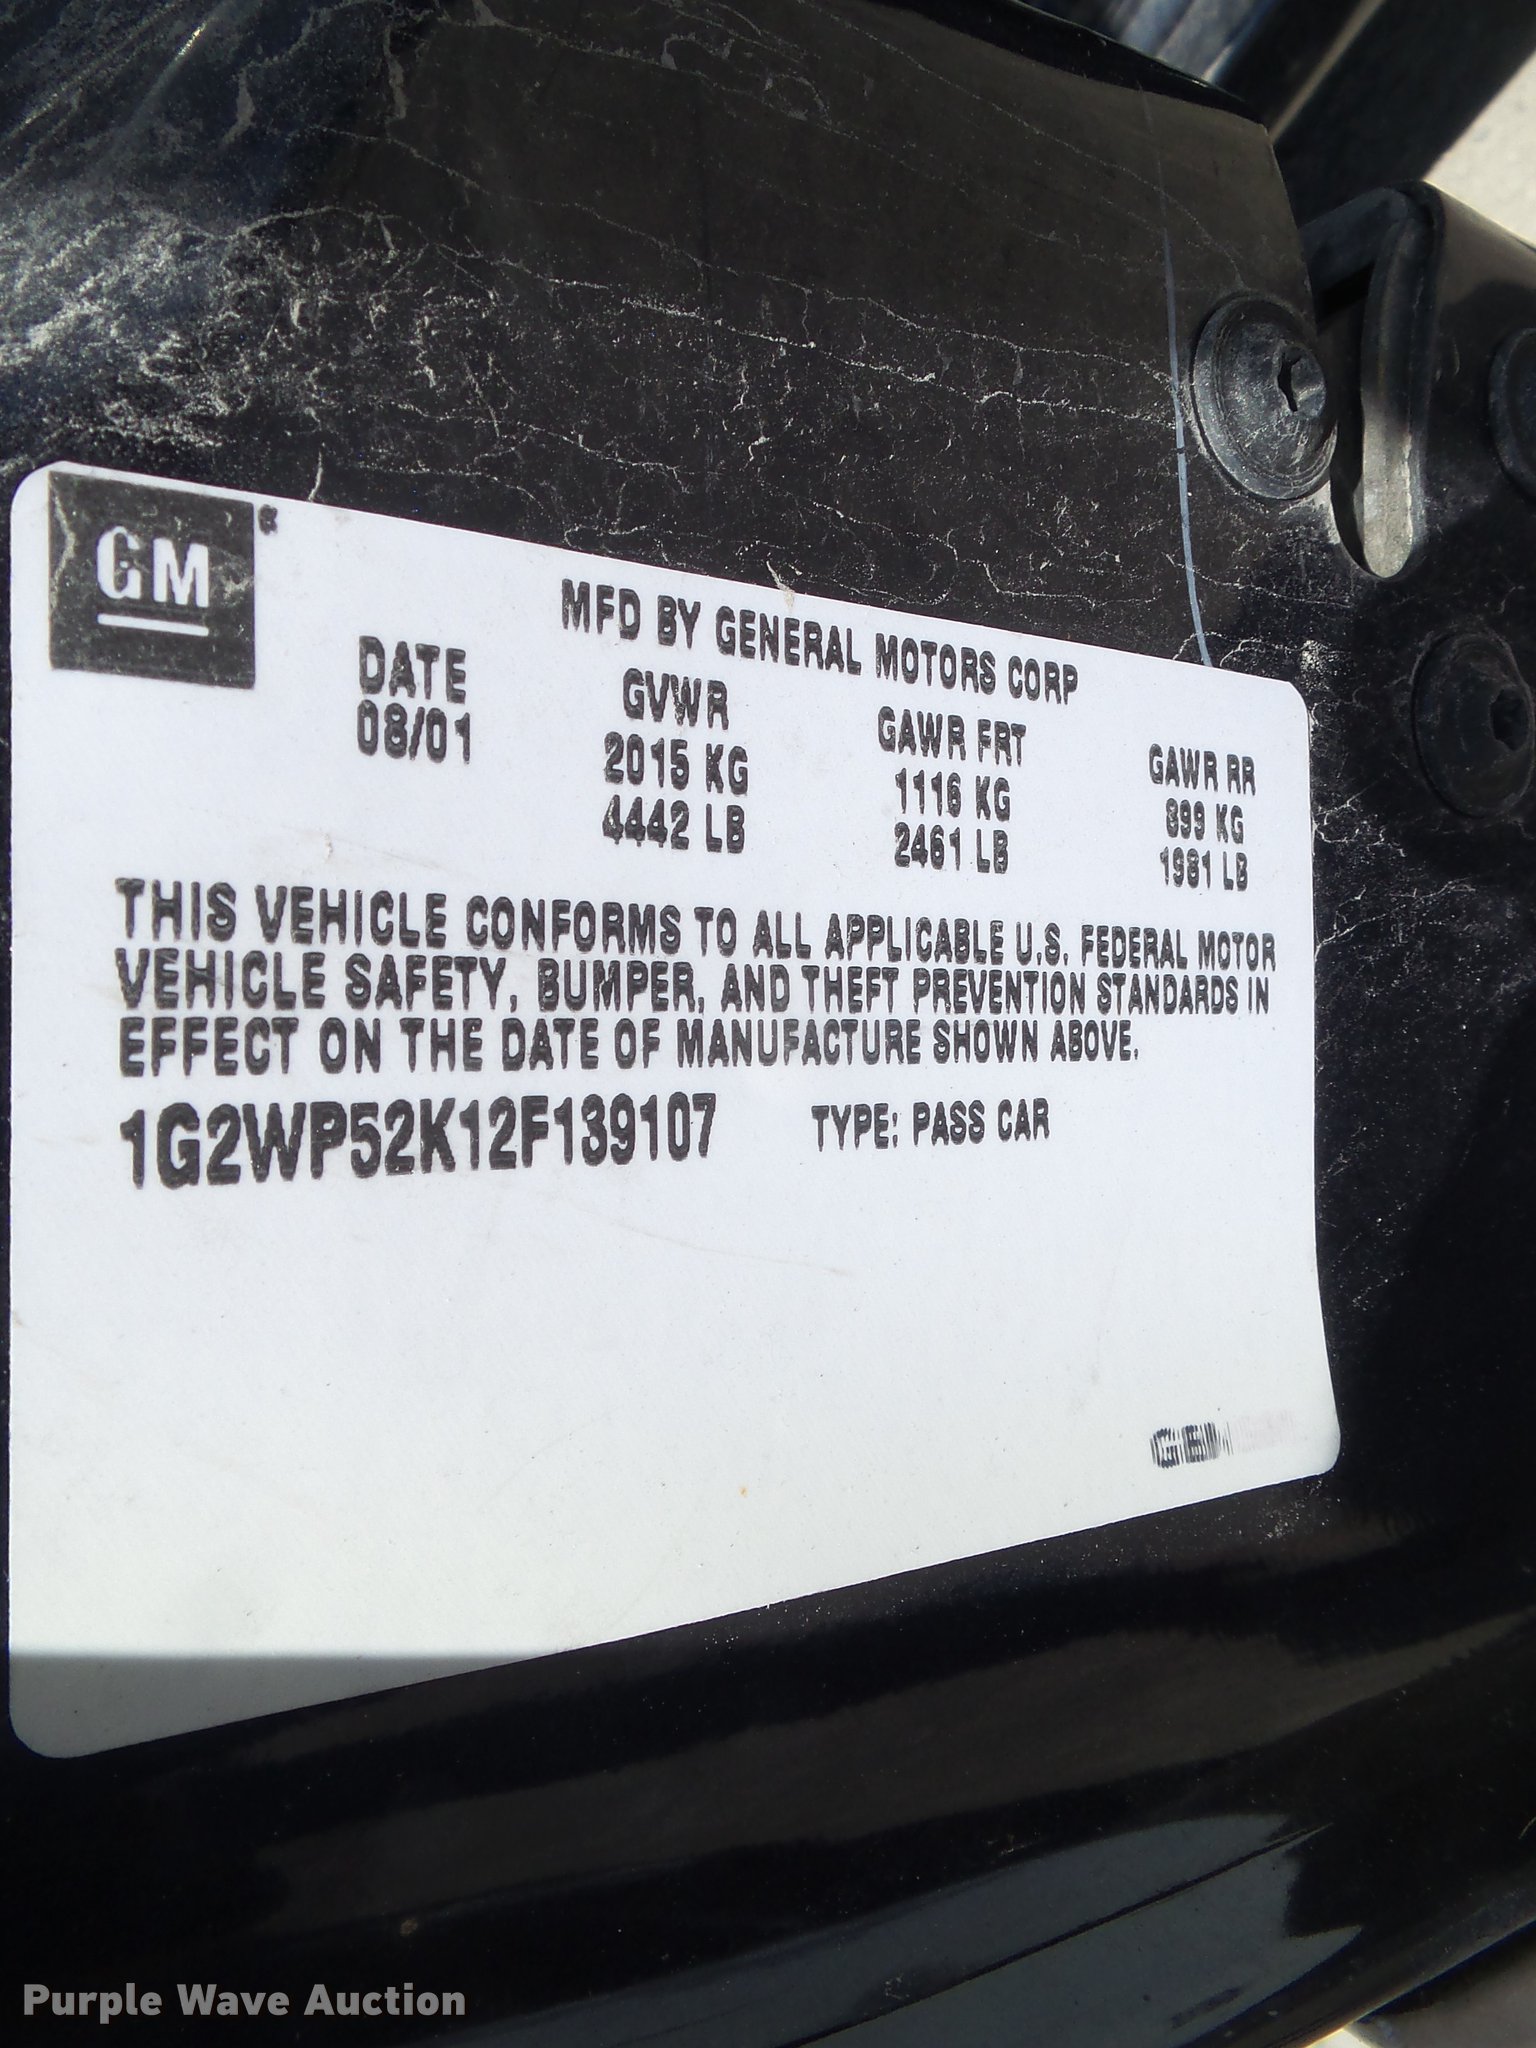 GM
MFD BY GENERAL MOTORS CORP
DATE GVWR GAWR FRT GAWR RR
08/01 2015 KG 1116 KG 899 KG
4442 LB 2461 LB 1981 LB
THIS VEHICLE CONFORMS TO ALL APPLICABLE U.S. FEDERAL MOTOR
VEHICLE SAFETY, BUMPER, AND THEFT PREVENTION STANDARDS IN
EFFECT ON THE DATE OF MANUFACTURE SHOWN ABOVE.
1G2WP52K12F139107 TYPE: PASS CAR
Purple Wave Auction